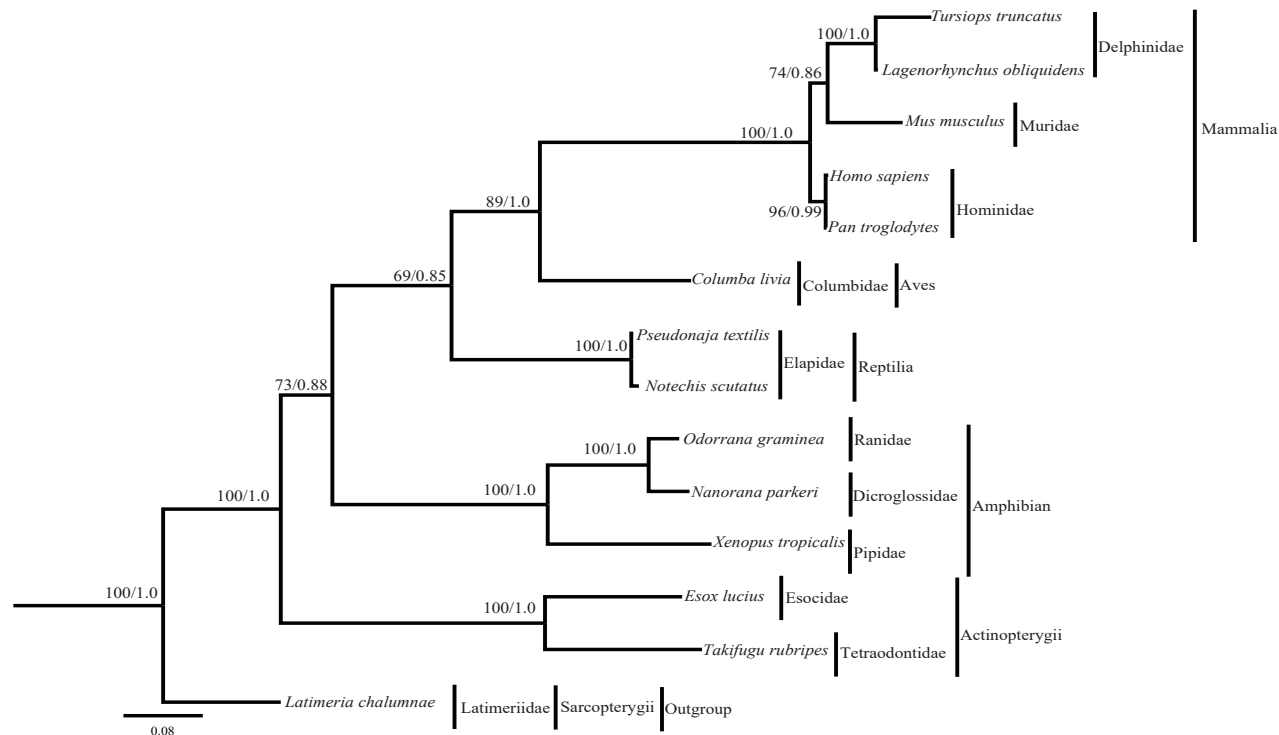 Tursiops truncatus
100/1.0
Delphinidae
Lagenorhynchus obliquidens
74/0.86
Mus musculus
Muridae
Mammalia
100/1.0
Homo sapiens
96/0.99
Hominidae
Pan troglodytes
89/1.0
Columba livia
Columbidae
Aves
69/0.85
Pseudonaja textilis
100/1.0
Elapidae
Reptilia
Notechis scutatus
73/0.88
Odorrana graminea
Ranidae
100/1.0
Nanorana parkeri
Dicroglossidae
Amphibian
100/1.0
Xenopus tropicalis
Pipidae
100/1.0
Esox lucius
Esocidae
100/1.0
Actinopterygii
Takifugu rubripes
Tetraodontidae
100/1.0
Latimeria chalumnae
Latimeriidae
Sarcopterygii
Outgroup
0.08